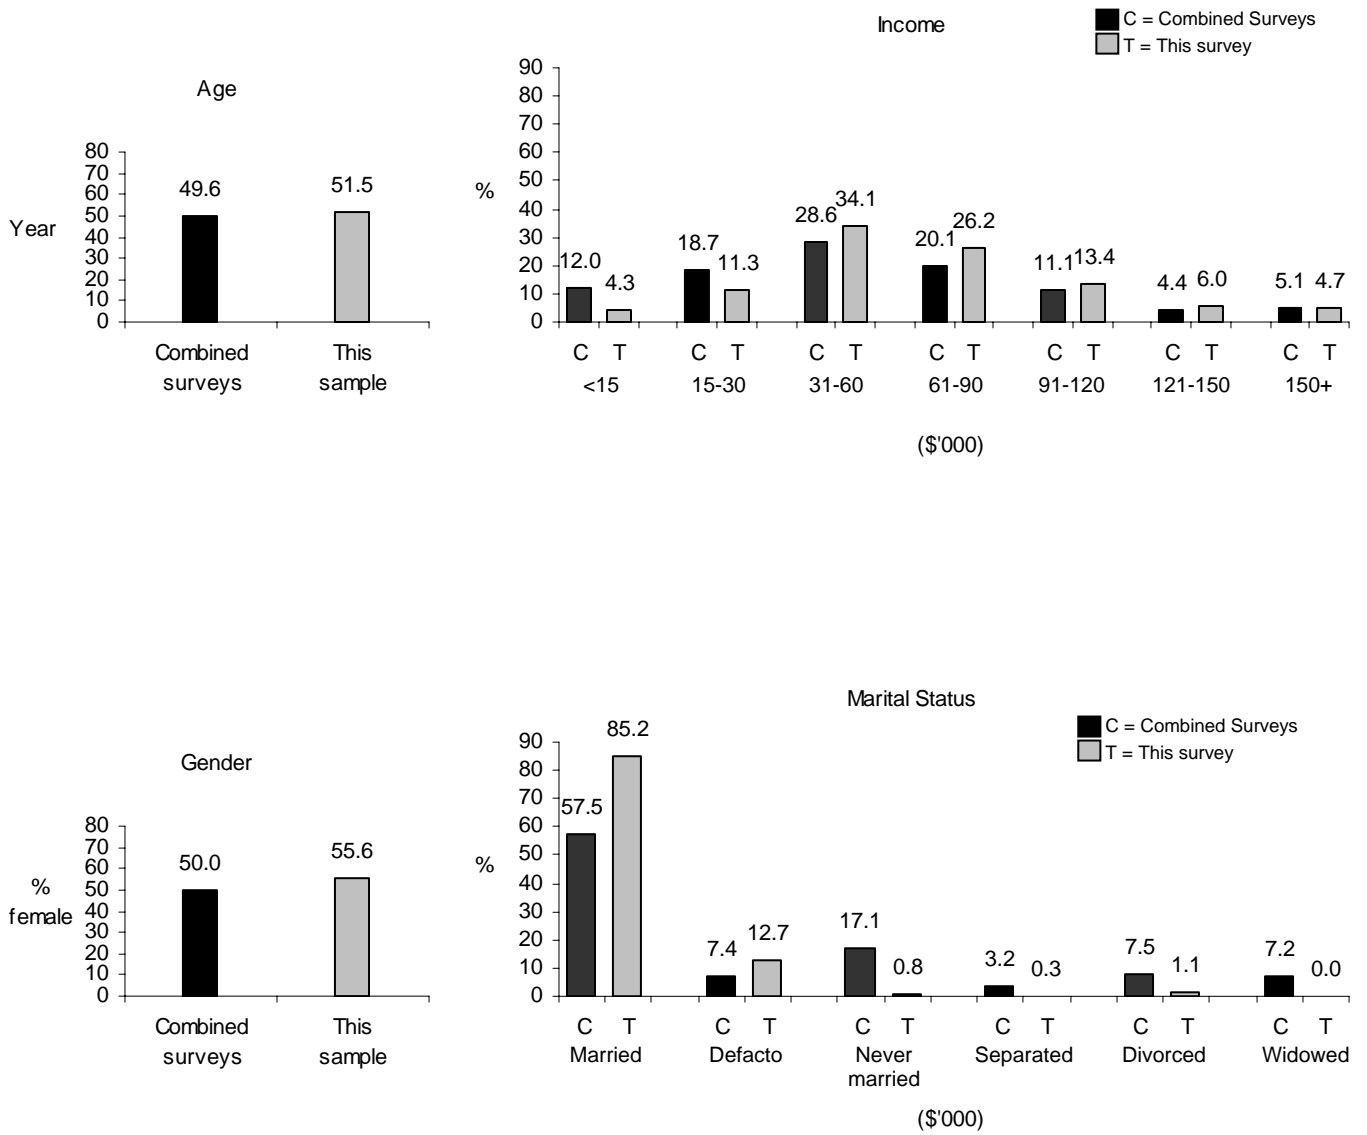 Age
80
70
60
50
40
30
20
10
0
Year
49.6
51.5
Combined
surveys
This
sample
Income
C = Combined Surveys
T = This survey
90
80
70
60
50
40
30
20
10
0
%
12.0
4.3
18.7
11.3
28.6
34.1
20.1
26.2
11.1
13.4
4.4
6.0
5.1
4.7
C T C T C T C T C T C T C T
<15 15-30 31-60 61-90 91-120 121-150 150+
($'000)
Gender
80
70
60
50
40
30
20
10
0
%
female
50.0
55.6
Combined
surveys
This
sample
Marital Status
C = Combined Surveys
T = This survey
90
80
70
60
50
40
30
20
10
0
%
57.5
85.2
7.4
12.7
17.1
0.8
3.2
0.3
7.5
1.1
7.2
0.0
C T C T C T C T C T C T
Married
Defacto
Never
married
Separated
Divorced
Widowed
($'000)